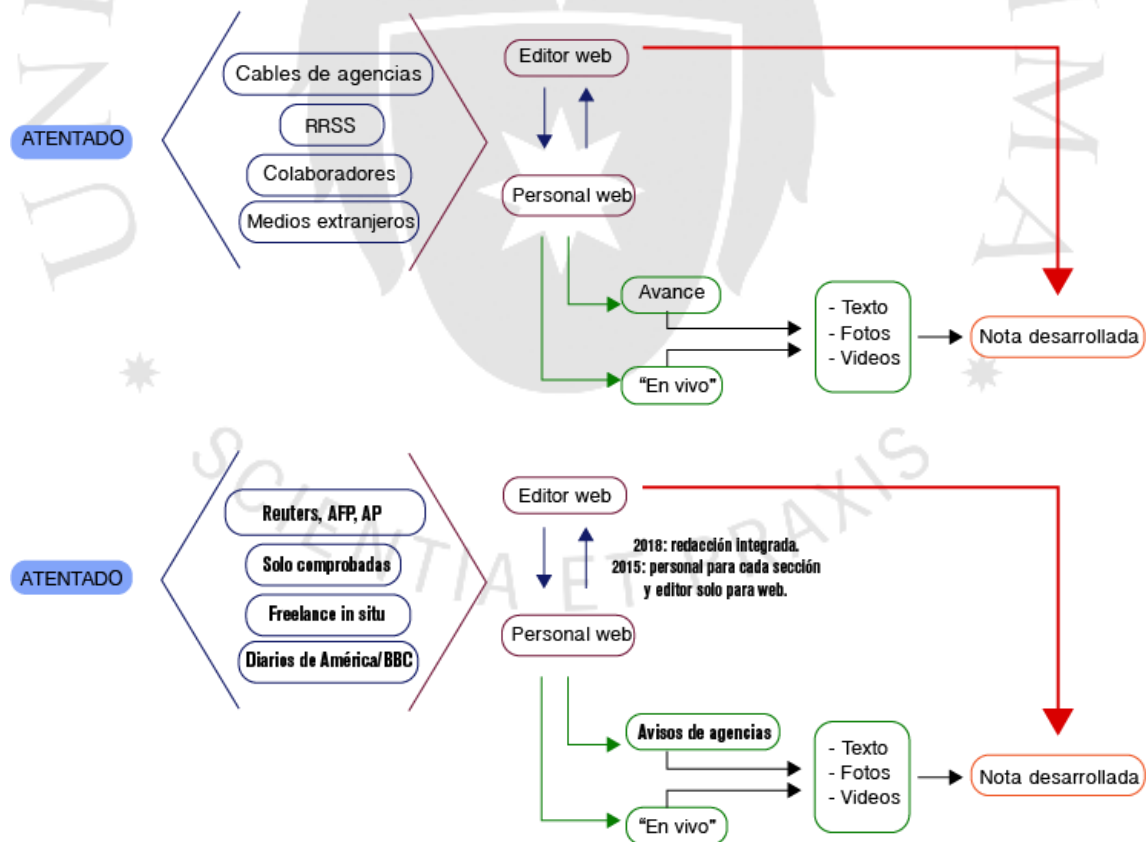 Editor web
Cables de agencias
RRSS
ATENTADO
Colaboradores
Personal web
Medios extranjeros
Avance
- Texto
- Fotos
- Videos
Nota desarrollada
“En vivo”
SCIENTIA ET PRAXIS
Editor web
Reuters, AFP, AP
2018: redacción integrada.
2015: personal para cada sección
y editor solo para web.
Solo comprobadas
ATENTADO
Freelance in situ
Personal web
Diarios de América/BBC
Avisos de agencias
- Texto
- Fotos
- Videos
Nota desarrollada
“En vivo”